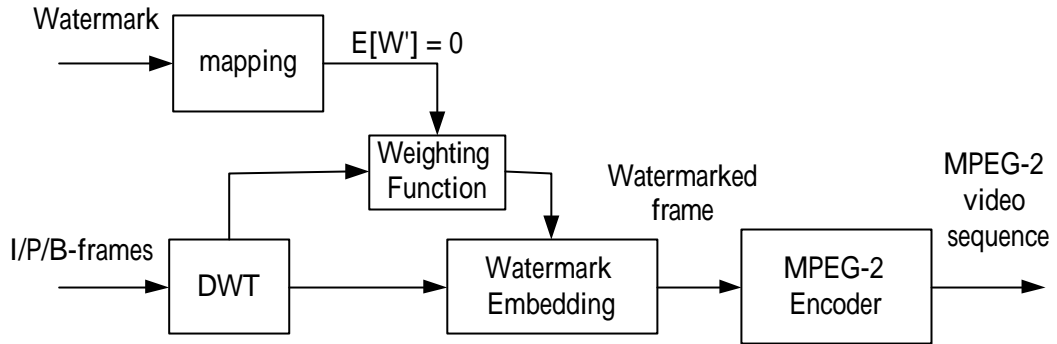 Watermark
mapping
E[W'] = 0
Weighting
Function
Watermarked
frame
MPEG-2
video
sequence
I/P/B-frames
DWT
Watermark
Embedding
MPEG-2
Encoder